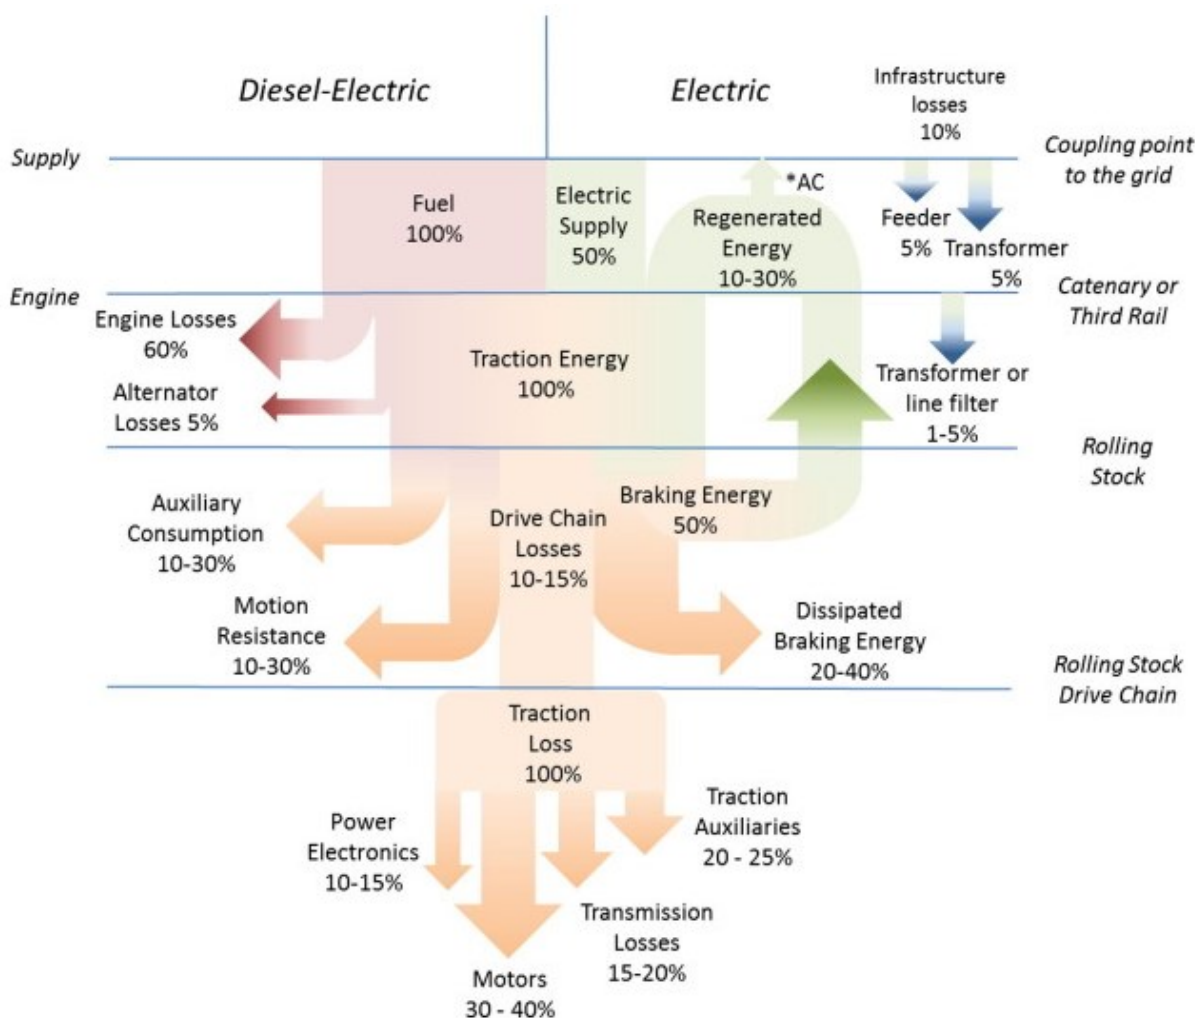 Diesel-Electric
Electric
Infrastructure
losses
10%
Supply
Coupling point
to the grid
Fuel
100%
Electric
Supply
50%
*AC
Regenerated
Energy
10-30%
Feeder
5%
Transformer
5%
Engine
Catenary or
Third Rail
Engine Losses
60%
Alternator
Losses 5%
Traction Energy
100%
Transformer or
line filter
1-5%
Rolling
Stock
Auxiliary
Consumption
10-30%
Drive Chain
Losses
10-15%
Braking Energy
50%
Motion
Resistance
10-30%
Dissipated
Braking Energy
20-40%
Rolling Stock
Drive Chain
Traction
Loss
100%
Power
Electronics
10-15%
Traction
Auxiliaries
20 - 25%
Transmission
Losses
15-20%
Motors
30 - 40%